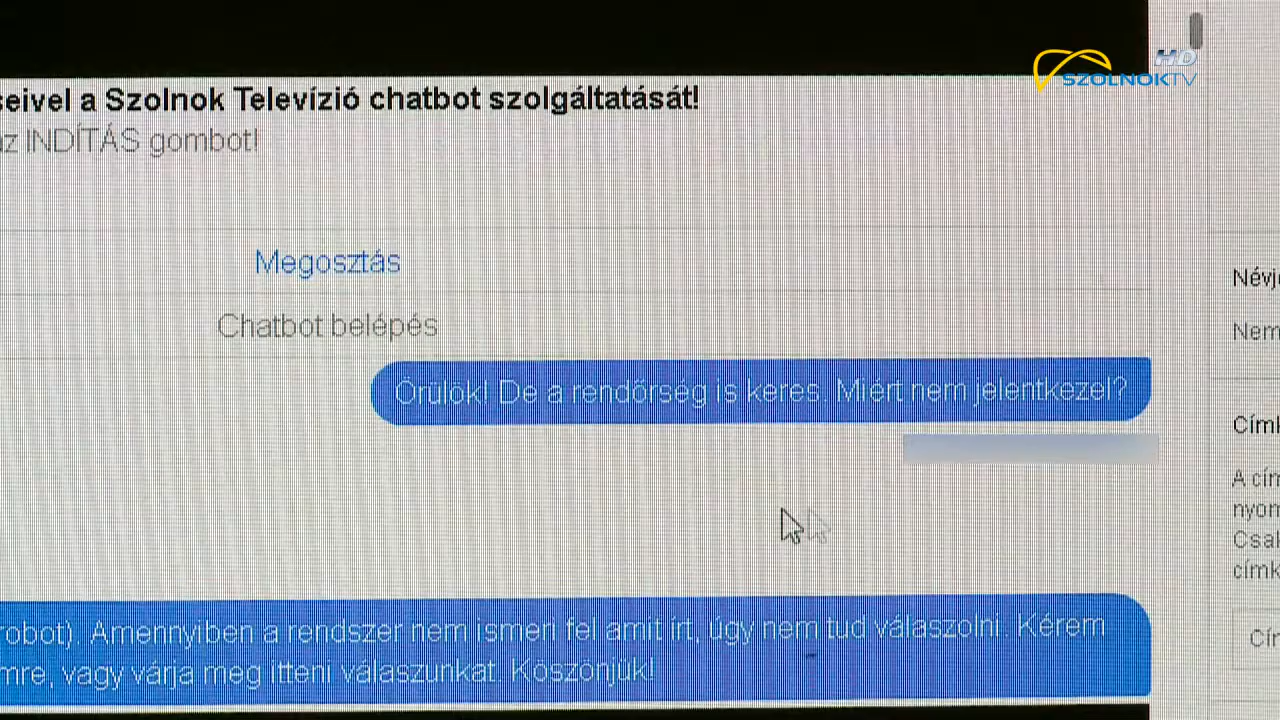 HD
SZOLNOKTV
seivel a Szolnok Televízió chatbot szolgáltatását!
az INDÍTÁS gombot!
Megosztás
Chatbot belépés
Örülök! De a rendőrség is keres. Miért nem jelentkezel?
robot). Amennyiben a rendszer nem ismeri fel amit írt, úgy nem tud válaszolni. Kérem
mre, vagy várja meg itteni válaszunkat. Köszönjük!
Névj
Nem
Címk
A cím
nyom
Csak
címk
Cím